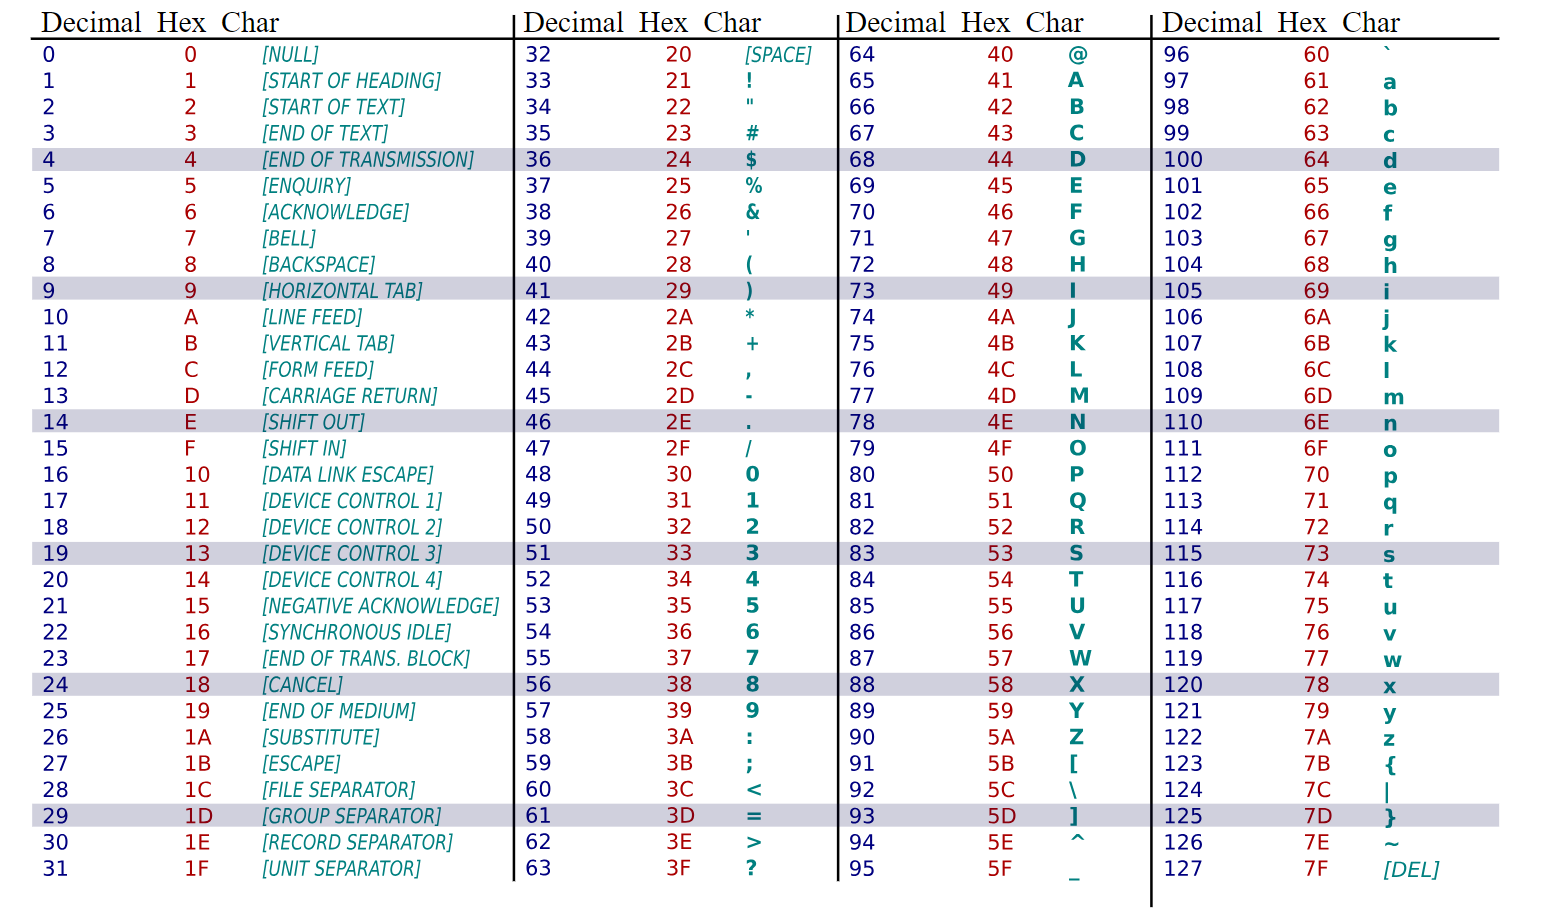 Decimal Hex Char Decimal Hex Char Decimal Hex Char Decimal Hex Char
0 0 [NULL] 32 20 [SPACE] 64 40 @ 96 60 `
1 1 [START OF HEADING] 33 21 ! 65 41 A 97 61 a
2 2 [START OF TEXT] 34 22 " 66 42 B 98 62 b
3 3 [END OF TEXT] 35 23 # 67 43 C 99 63 c
4 4 [END OF TRANSMISSION] 36 24 $ 68 44 D 100 64 d
5 5 [ENQUIRY] 37 25 % 69 45 E 101 65 e
6 6 [ACKNOWLEDGE] 38 26 & 70 46 F 102 66 f
7 7 [BELL] 39 27 ' 71 47 G 103 67 g
8 8 [BACKSPACE] 40 28 ( 72 48 H 104 68 h
9 9 [HORIZONTAL TAB] 41 29 ) 73 49 I 105 69 i
10 A [LINE FEED] 42 2A * 74 4A J 106 6A j
11 B [VERTICAL TAB] 43 2B + 75 4B K 107 6B k
12 C [FORM FEED] 44 2C , 76 4C L 108 6C l
13 D [CARRIAGE RETURN] 45 2D - 77 4D M 109 6D m
14 E [SHIFT OUT] 46 2E . 78 4E N 110 6E n
15 F [SHIFT IN] 47 2F / 79 4F O 111 6F o
16 10 [DATA LINK ESCAPE] 48 30 0 80 50 P 112 70 p
17 11 [DEVICE CONTROL 1] 49 31 1 81 51 Q 113 71 q
18 12 [DEVICE CONTROL 2] 50 32 2 82 52 R 114 72 r
19 13 [DEVICE CONTROL 3] 51 33 3 83 53 S 115 73 s
20 14 [DEVICE CONTROL 4] 52 34 4 84 54 T 116 74 t
21 15 [NEGATIVE ACKNOWLEDGE] 53 35 5 85 55 U 117 75 u
22 16 [SYNCHRONOUS IDLE] 54 36 6 86 56 V 118 76 v
23 17 [END OF TRANS. BLOCK] 55 37 7 87 57 W 119 77 w
24 18 [CANCEL] 56 38 8 88 58 X 120 78 x
25 19 [END OF MEDIUM] 57 39 9 89 59 Y 121 79 y
26 1A [SUBSTITUTE] 58 3A : 90 5A Z 122 7A z
27 1B [ESCAPE] 59 3B ; 91 5B [ 123 7B {
28 1C [FILE SEPARATOR] 60 3C < 92 5C \ 124 7C |
29 1D [GROUP SEPARATOR] 61 3D = 93 5D ] 125 7D }
30 1E [RECORD SEPARATOR] 62 3E > 94 5E ^ 126 7E ~
31 1F [UNIT SEPARATOR] 63 3F ? 95 5F _ 127 7F [DEL]